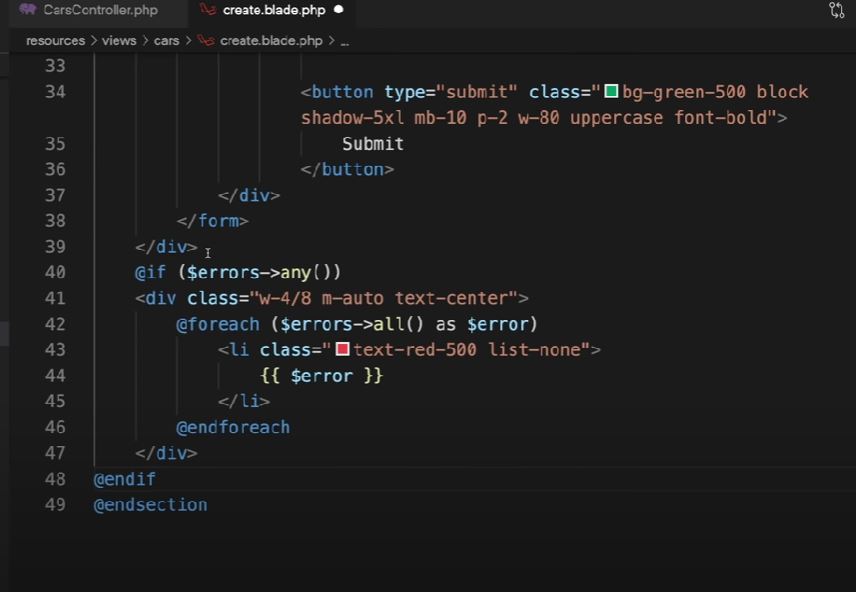 CarsController.php create.blade.php
resources > views > cars > create.blade.php > ...
33
34 <button type="submit" class="bg-green-500 block
shadow-5xl mb-10 p-2 w-80 uppercase font-bold">
35 Submit
36 </button>
37 </div>
38 </form>
39 </div>
40 @if ($errors->any())
41 <div class="w-4/8 m-auto text-center">
42 @foreach ($errors->all() as $error)
43 <li class="text-red-500 list-none">
44 {{ $error }}
45 </li>
46 @endforeach
47 </div>
48 @endif
49 @endsection